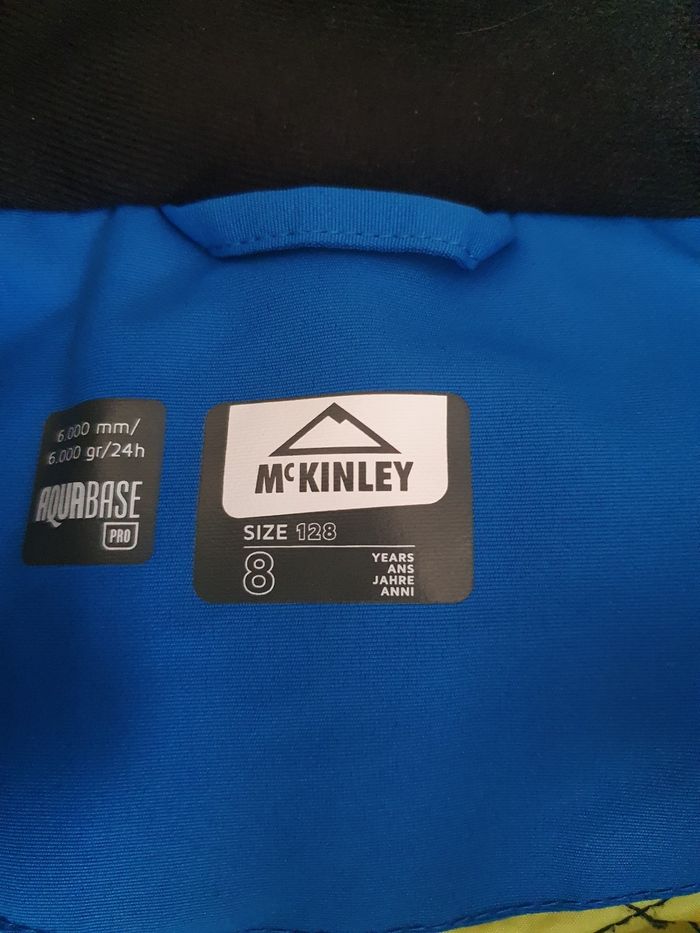 6.000 mm/
6.000 gr/24h
AQUABASE
PRO
McKINLEY
SIZE 128
8
YEARS
ANS
JAHRE
ANNI